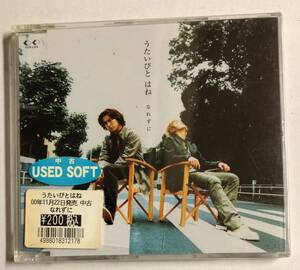 うたいびと はね
なれずに
中古
USED SOFT
うたいびとはね
00年11月22日発売 中古
なれずに
¥200 税込
4988018312178